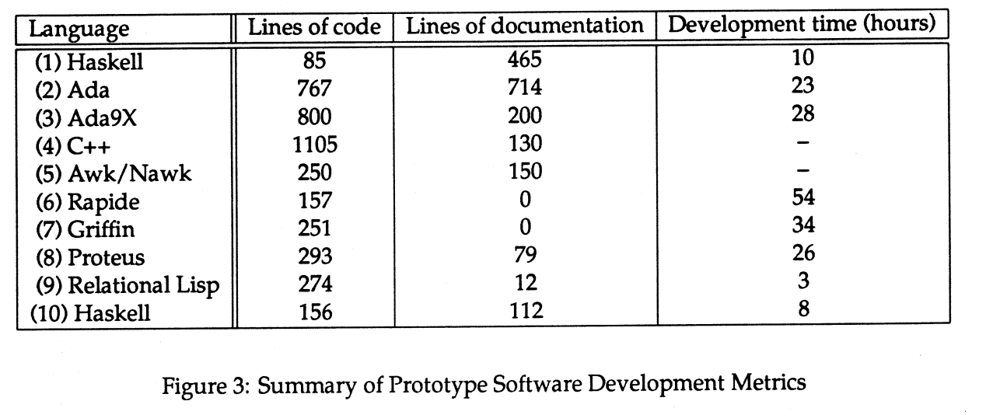 Language Lines of code Lines of documentation Development time (hours)
(1) Haskell 85 465 10
(2) Ada 767 714 23
(3) Ada9X 800 200 28
(4) C++ 1105 130 –
(5) Awk/Nawk 250 150 –
(6) Rapide 157 0 54
(7) Griffin 251 0 34
(8) Proteus 293 79 26
(9) Relational Lisp 274 12 3
(10) Haskell 156 112 8
Figure 3: Summary of Prototype Software Development Metrics